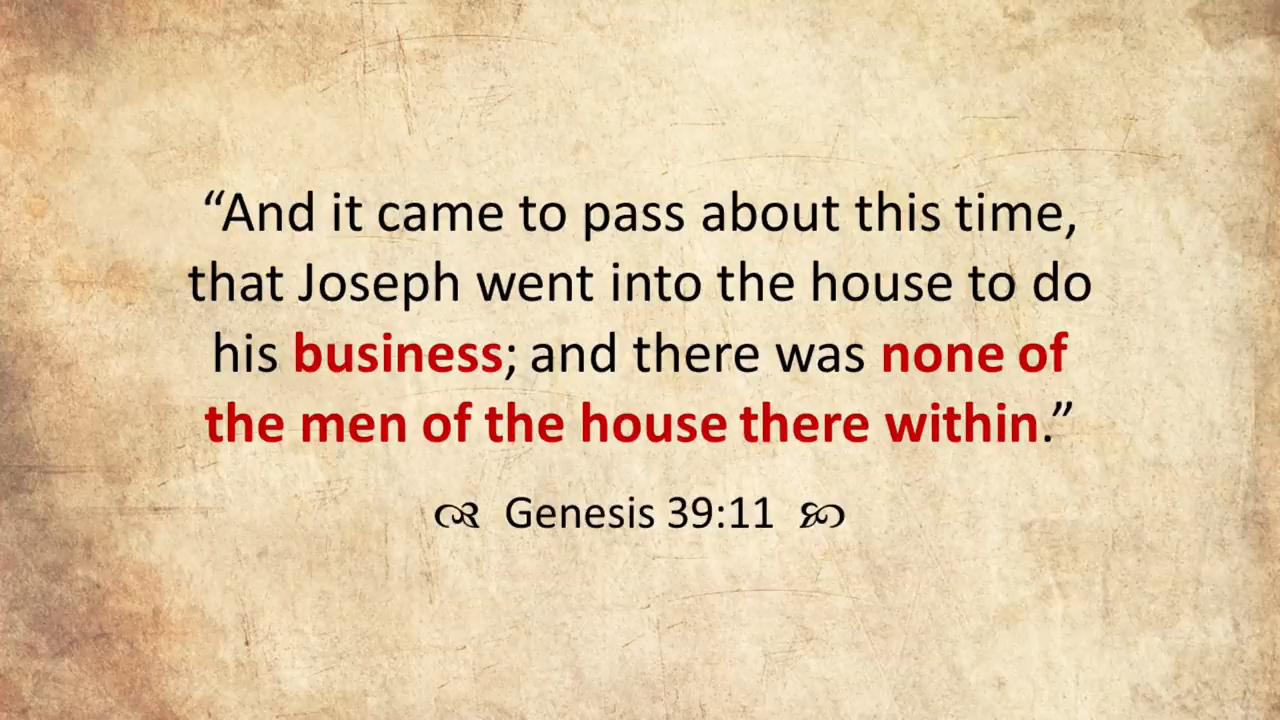 “And it came to pass about this time,
that Joseph went into the house to do
his business; and there was none of
the men of the house there within.”
Genesis 39:11